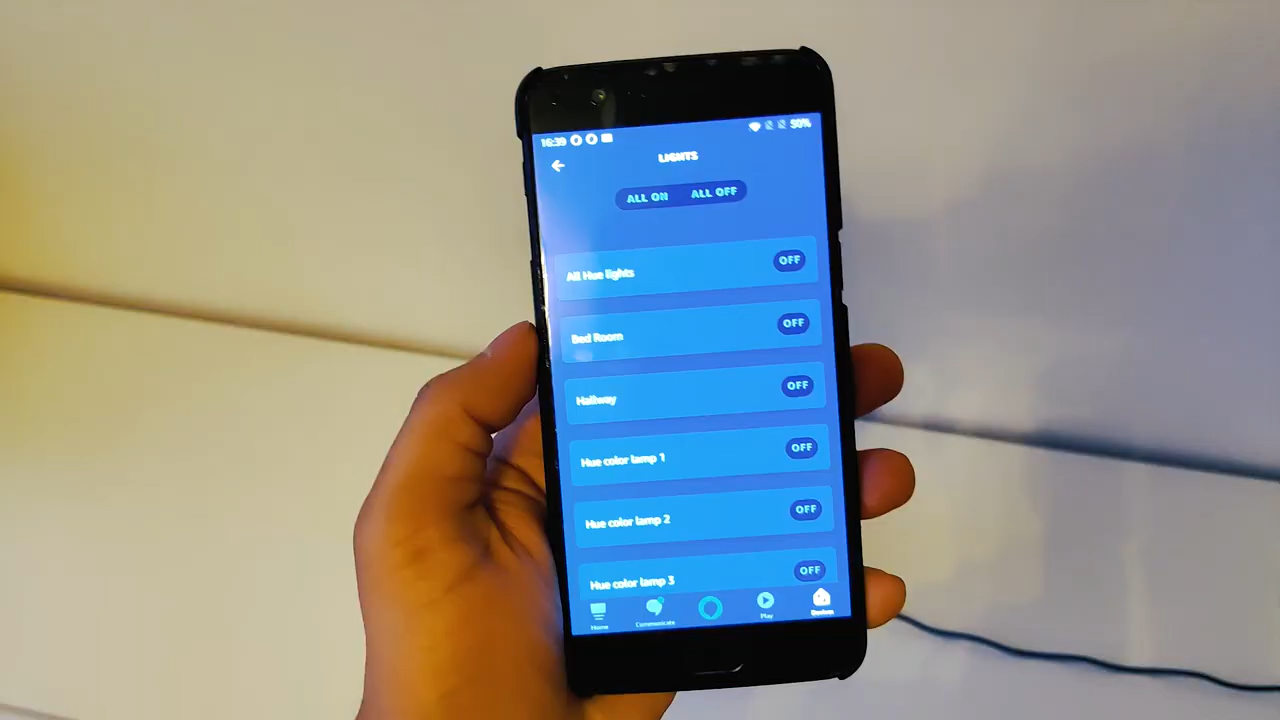 16:39 50%
LIGHTS
ALL ON ALL OFF
All Hue lights OFF
Bed Room OFF
Hallway OFF
Hue color lamp 1 OFF
Hue color lamp 2 OFF
Hue color lamp 3 OFF
Home Communicate Play Devices